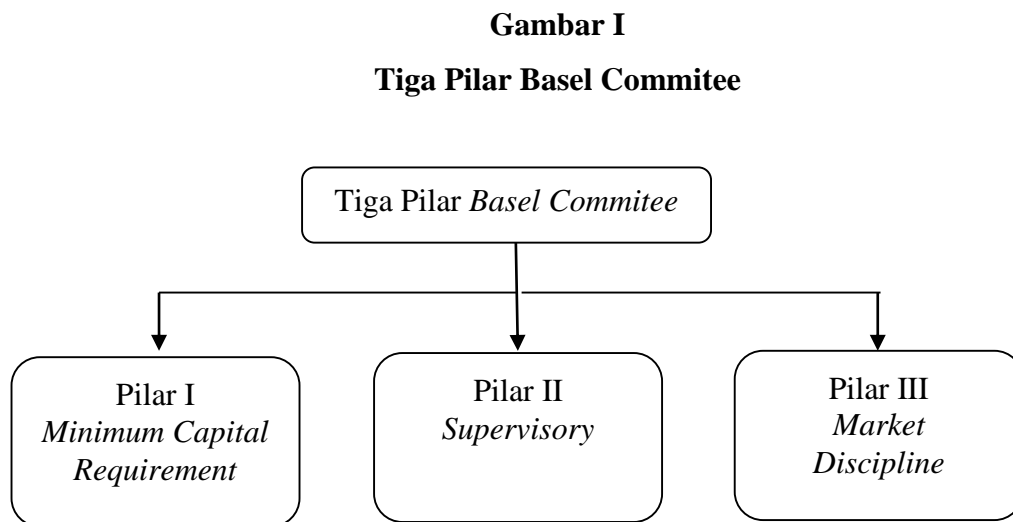 Gambar I
Tiga Pilar Basel Commitee
Tiga Pilar Basel Commitee
Pilar I
Minimum Capital
Requirement
Pilar II
Supervisory
Pilar III
Market
Discipline